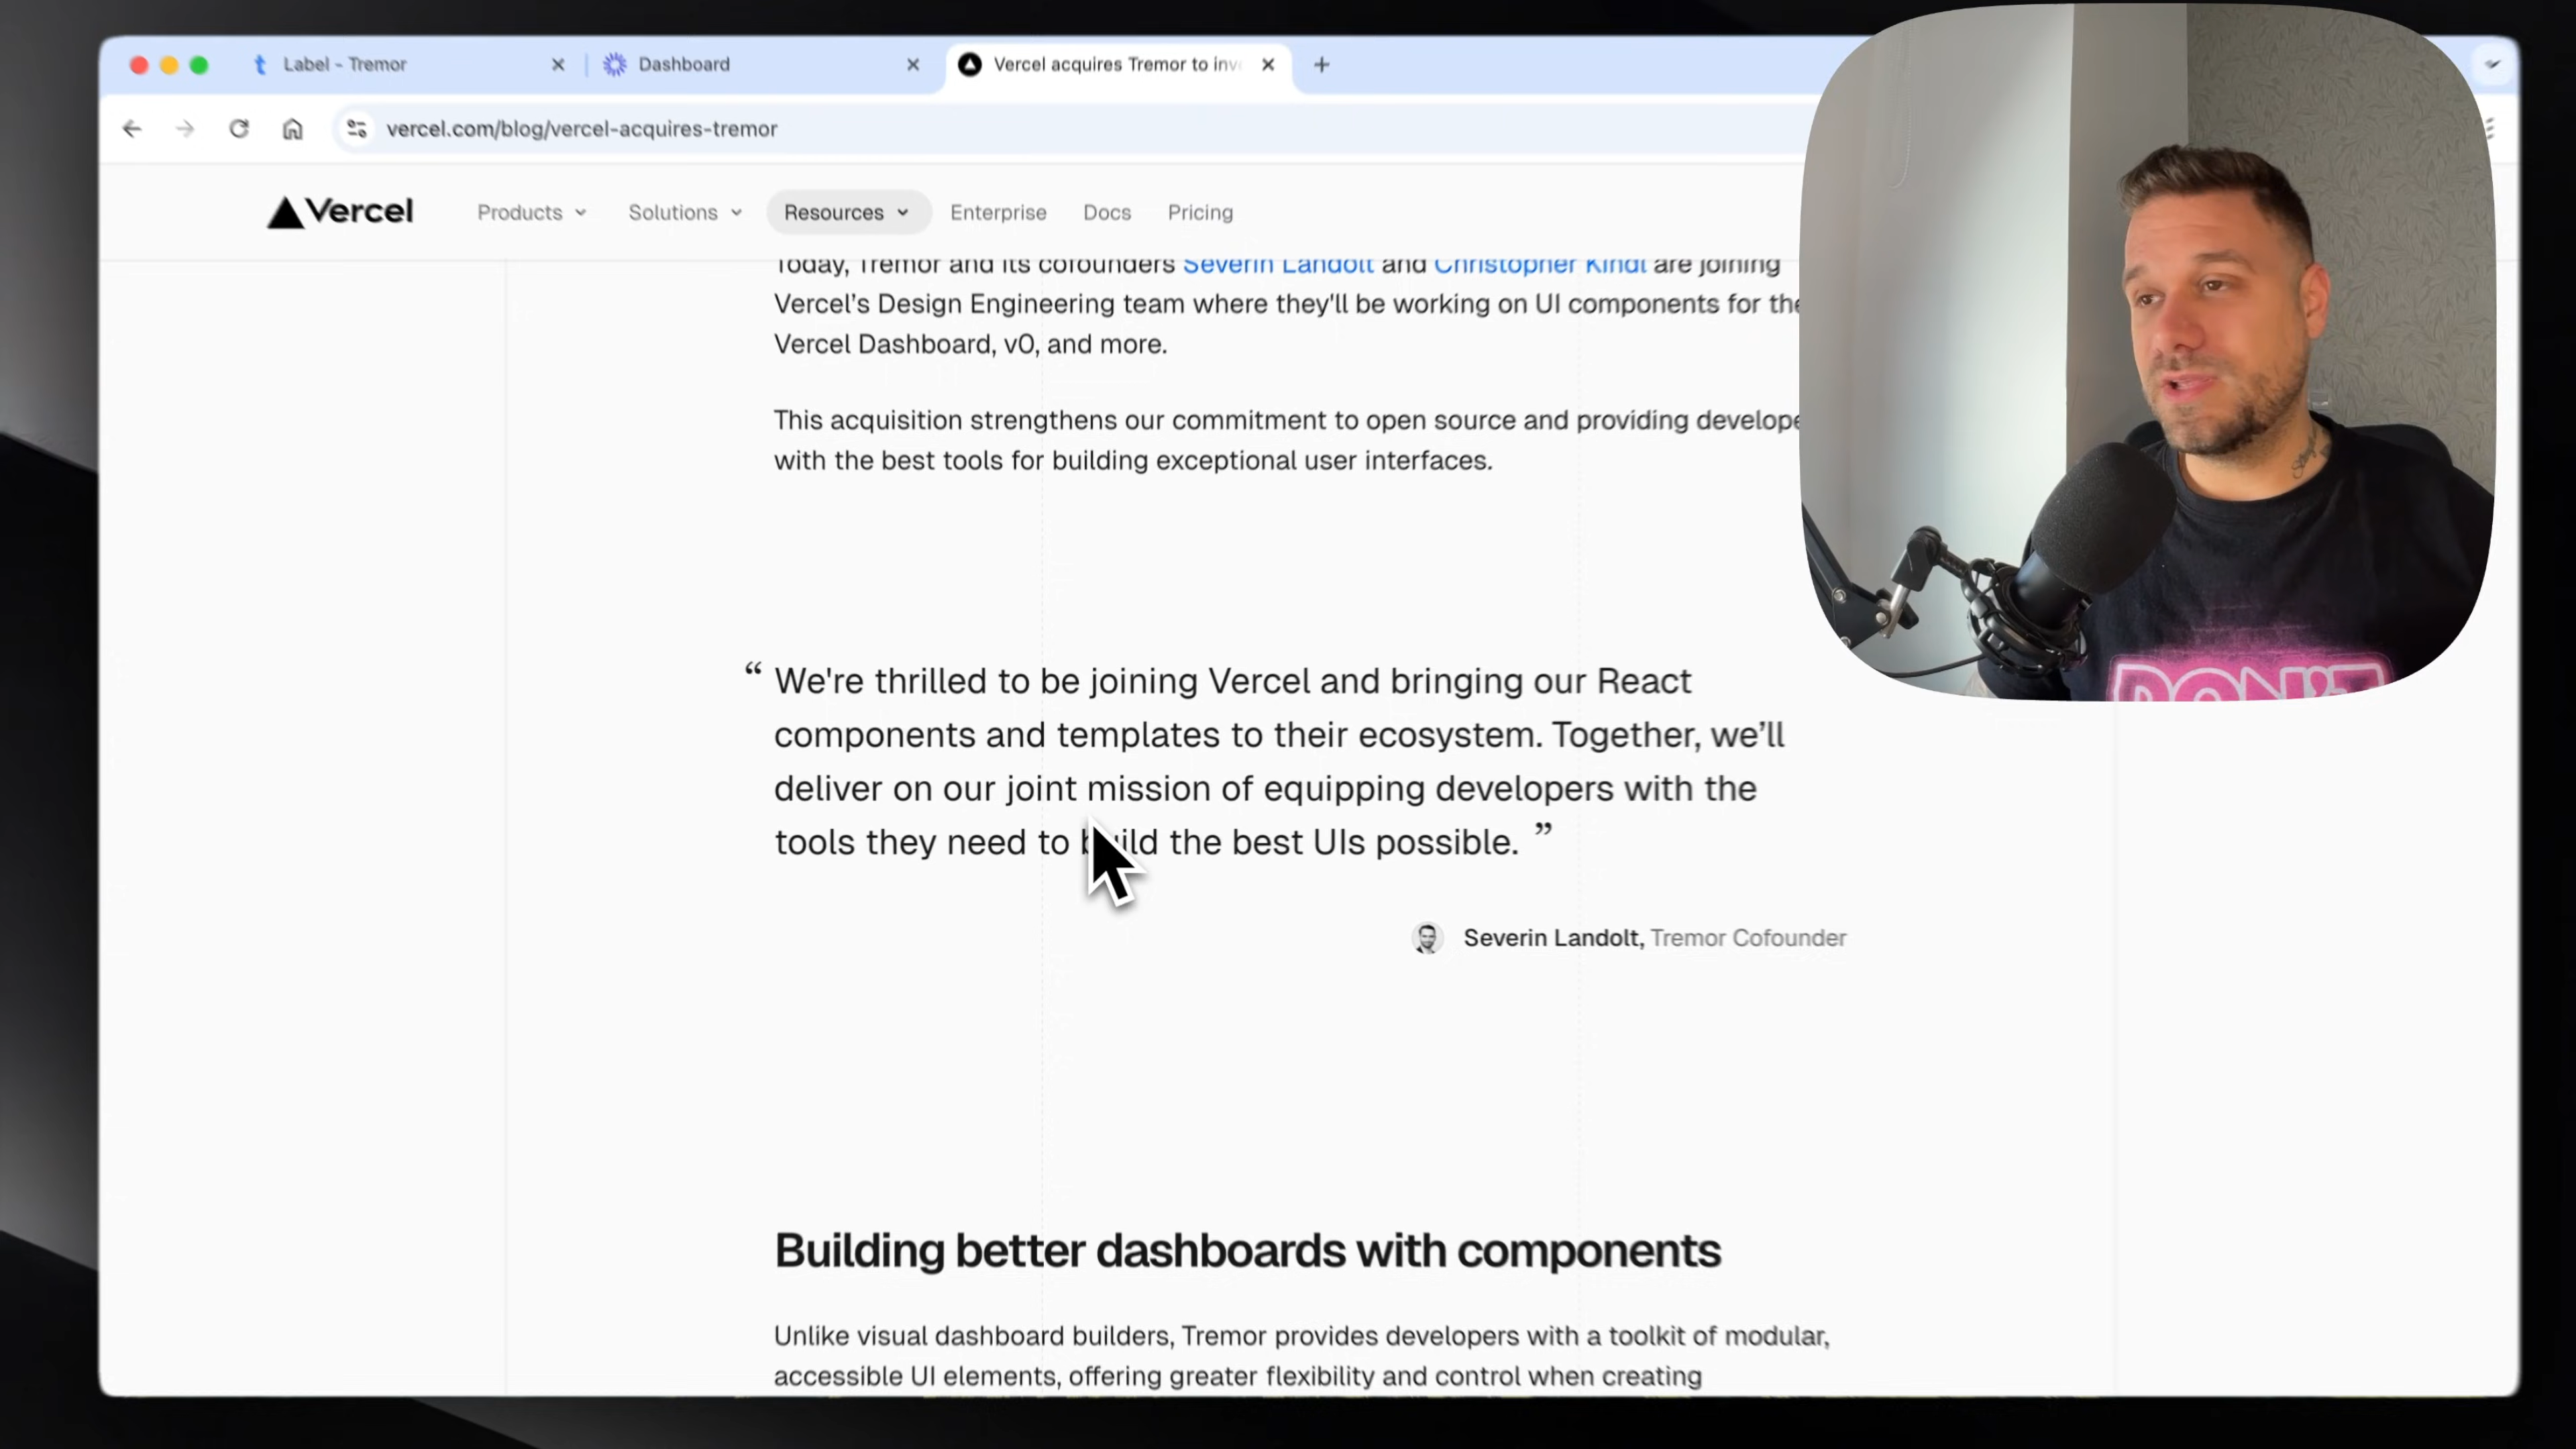 Label - Tremor
Dashboard
Vercel acquires Tremor to inv
vercel.com/blog/vercel-acquires-tremor
Vercel
Products
Solutions
Resources
Enterprise
Docs
Pricing
Today, Tremor and its cofounders Severin Landolt and Christopher Kindl are joining
Vercel’s Design Engineering team where they'll be working on UI components for the
Vercel Dashboard, v0, and more.
This acquisition strengthens our commitment to open source and providing develope
with the best tools for building exceptional user interfaces.
“ We're thrilled to be joining Vercel and bringing our React
components and templates to their ecosystem. Together, we’ll
deliver on our joint mission of equipping developers with the
tools they need to build the best UIs possible. ”
Severin Landolt, Tremor Cofounder
Building better dashboards with components
Unlike visual dashboard builders, Tremor provides developers with a toolkit of modular,
accessible UI elements, offering greater flexibility and control when creating
DON'T